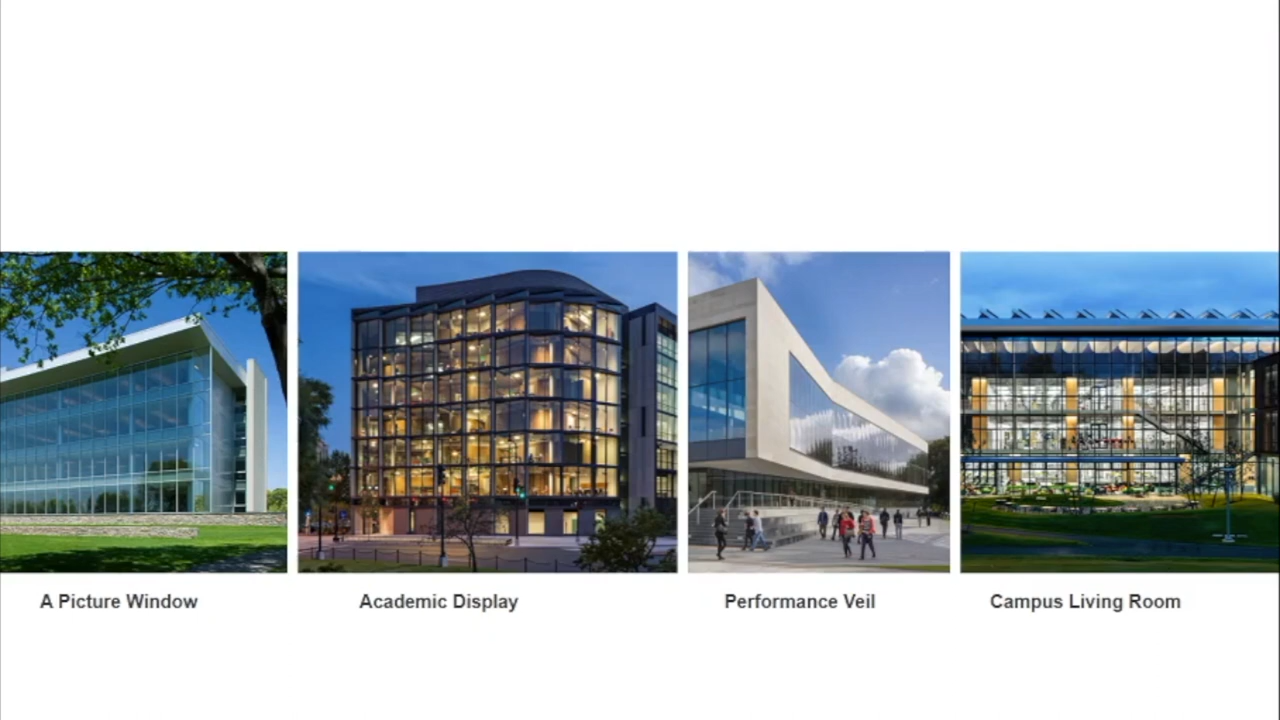 A Picture Window
Academic Display
Performance Veil
Campus Living Room